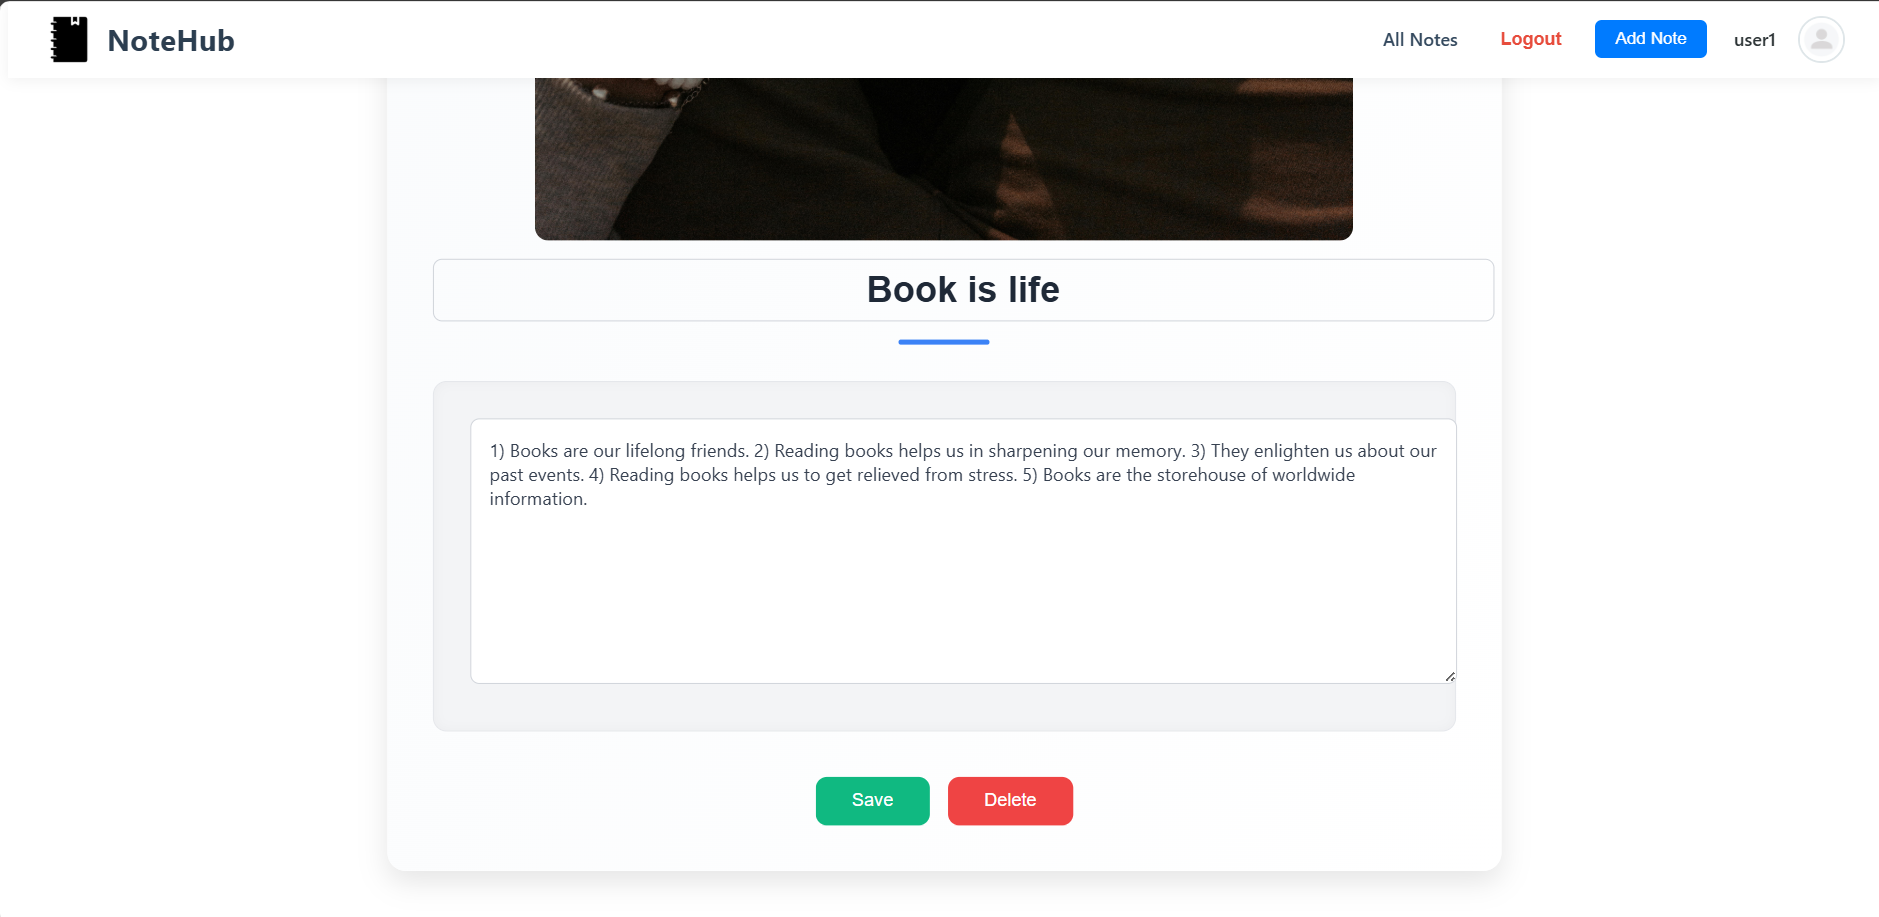 NoteHub
All Notes
Logout
Add Note
user1
Book is life
1) Books are our lifelong friends. 2) Reading books helps us in sharpening our memory. 3) They enlighten us about our
past events. 4) Reading books helps us to get relieved from stress. 5) Books are the storehouse of worldwide
information.
Save
Delete